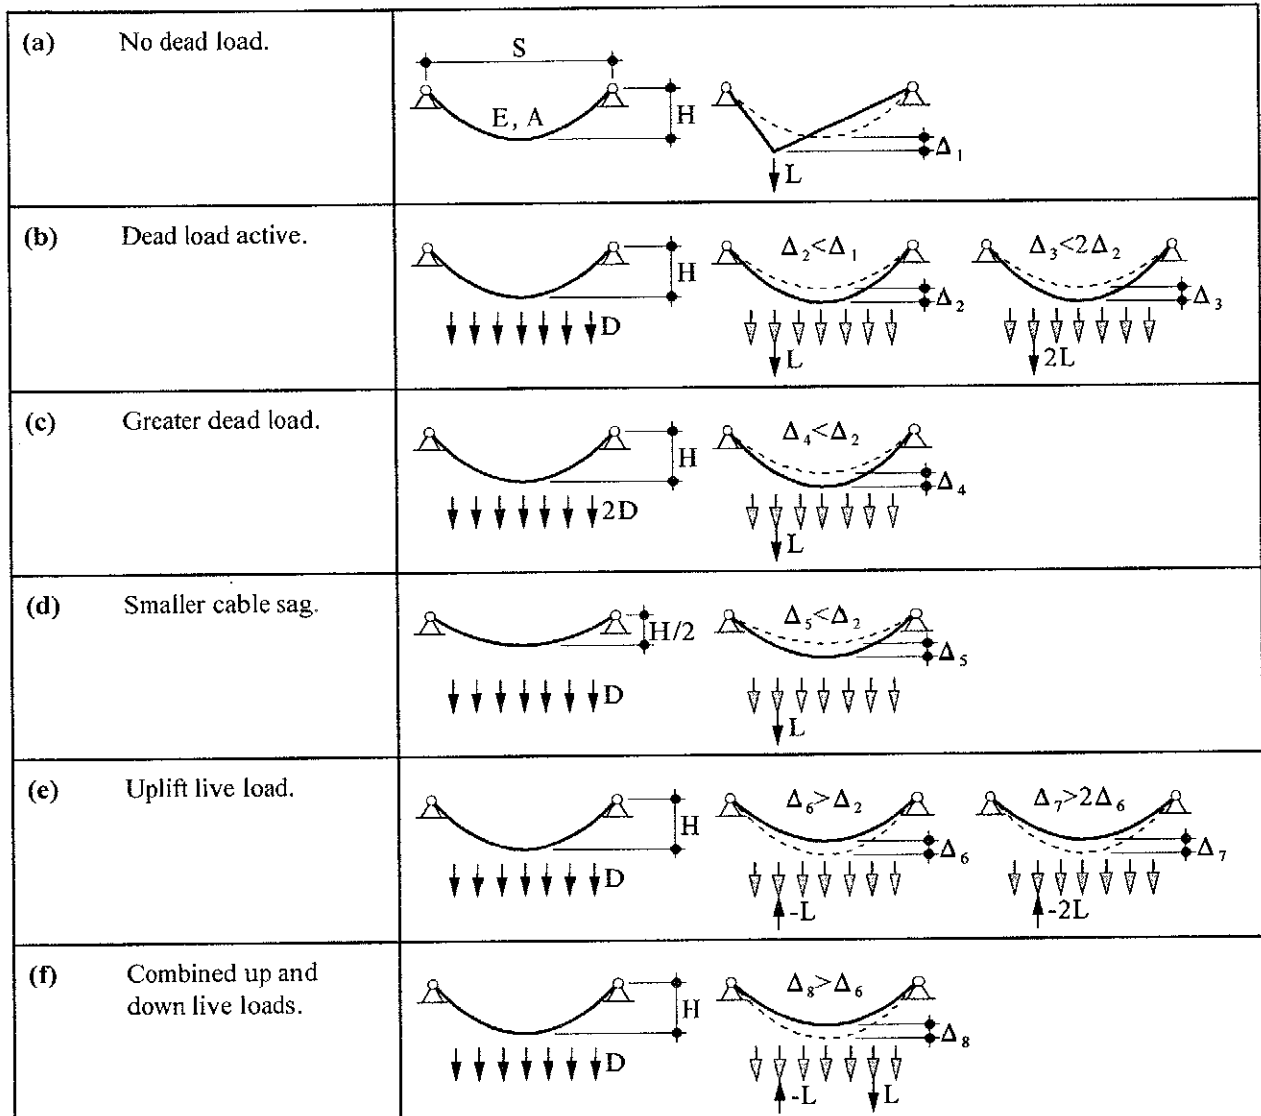 (a) No dead load.
S
E, A
H
Δ₁
L
(b) Dead load active.
H
D
Δ₂<Δ₁
Δ₂
L
Δ₃<2Δ₂
Δ₃
2L
(c) Greater dead load.
H
2D
Δ₄<Δ₂
Δ₄
L
(d) Smaller cable sag.
H/2
D
Δ₅<Δ₂
Δ₅
L
(e) Uplift live load.
H
D
Δ₆>Δ₂
Δ₆
-L
Δ₇>2Δ₆
Δ₇
-2L
(f) Combined up and
down live loads.
H
D
Δ₈>Δ₆
Δ₈
-L
L